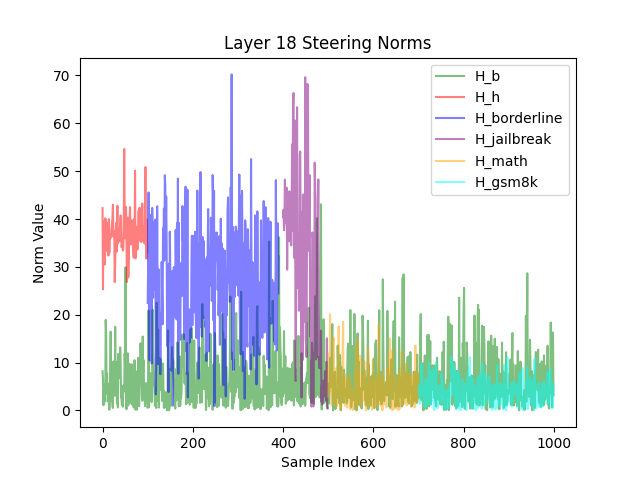 Layer 18 Steering Norms
Norm Value
70
60
50
40
30
20
10
0
H_b
H_h
H_borderline
H_jailbreak
H_math
H_gsm8k
0
200
400
600
800
1000
Sample Index